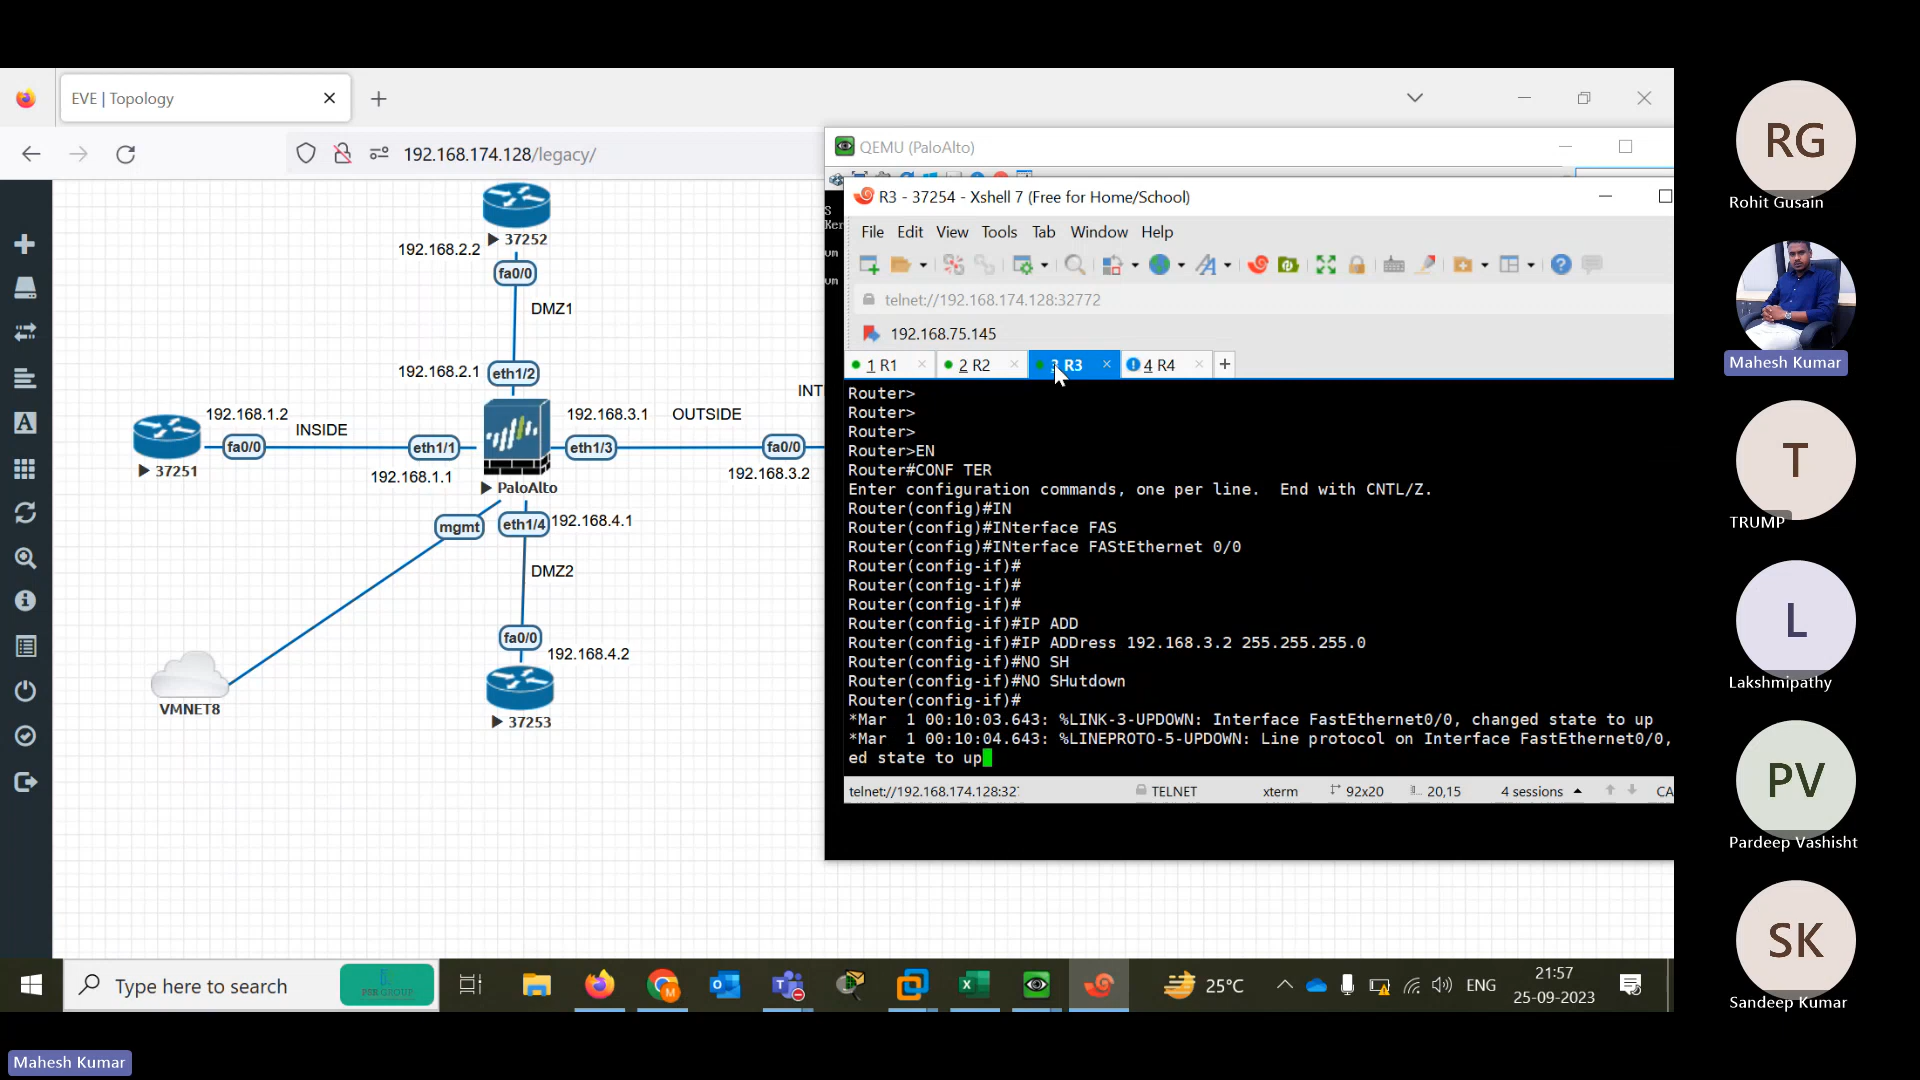 EVE | Topology
192.168.174.128/legacy/
QEMU (PaloAlto)
R3 - 37254 - Xshell 7 (Free for Home/School)
File Edit View Tools Tab Window Help
telnet://192.168.174.128:32772
192.168.75.145
1 R1
2 R2
R3
4 R4
Router>
Router>
Router>
Router>EN
Router#CONF TER
Enter configuration commands, one per line.  End with CNTL/Z.
Router(config)#IN
Router(config)#INterface FAS
Router(config)#INterface FAStEthernet 0/0
Router(config-if)#
Router(config-if)#
Router(config-if)#
Router(config-if)#IP ADD
Router(config-if)#IP ADDress 192.168.3.2 255.255.255.0
Router(config-if)#NO SH
Router(config-if)#NO SHutdown
Router(config-if)#
*Mar  1 00:10:03.643: %LINK-3-UPDOWN: Interface FastEthernet0/0, changed state to up
*Mar  1 00:10:04.643: %LINEPROTO-5-UPDOWN: Line protocol on Interface FastEthernet0/0,
ed state to up
telnet://192.168.174.128:32
TELNET
xterm
92x20
20,15
4 sessions
CA
S
Ker
un
un
37252
192.168.2.2
fa0/0
DMZ1
192.168.2.1
eth1/2
192.168.1.2
INSIDE
fa0/0
37251
eth1/1
192.168.1.1
192.168.3.1
OUTSIDE
INT
eth1/3
fa0/0
192.168.3.2
PaloAlto
mgmt
eth1/4
192.168.4.1
DMZ2
fa0/0
192.168.4.2
37253
VMNET8
Type here to search
PSR GROUP
25°C
ENG
21:57
25-09-2023
RG
Rohit Gusain
Mahesh Kumar
T
TRUMP
L
Lakshmipathy
PV
Pardeep Vashisht
SK
Sandeep Kumar
Mahesh Kumar